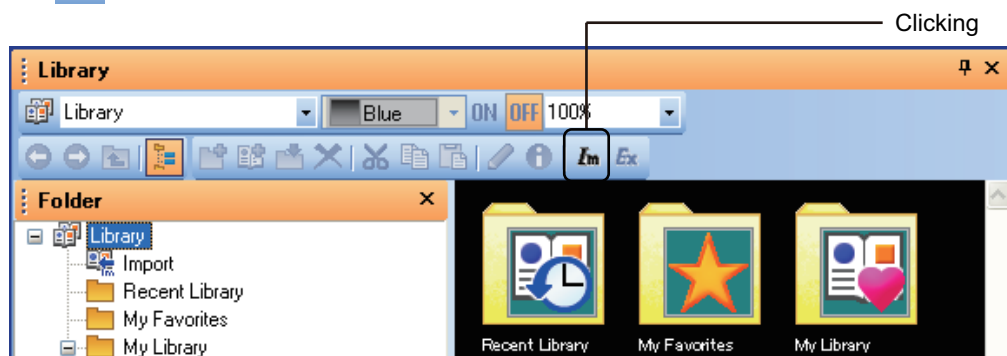 Clicking
Library
Library Blue ON OFF 100%
Im Ex
Folder
Library
Import
Recent Library
My Favorites
My Library
Recent Library My Favorites My Library